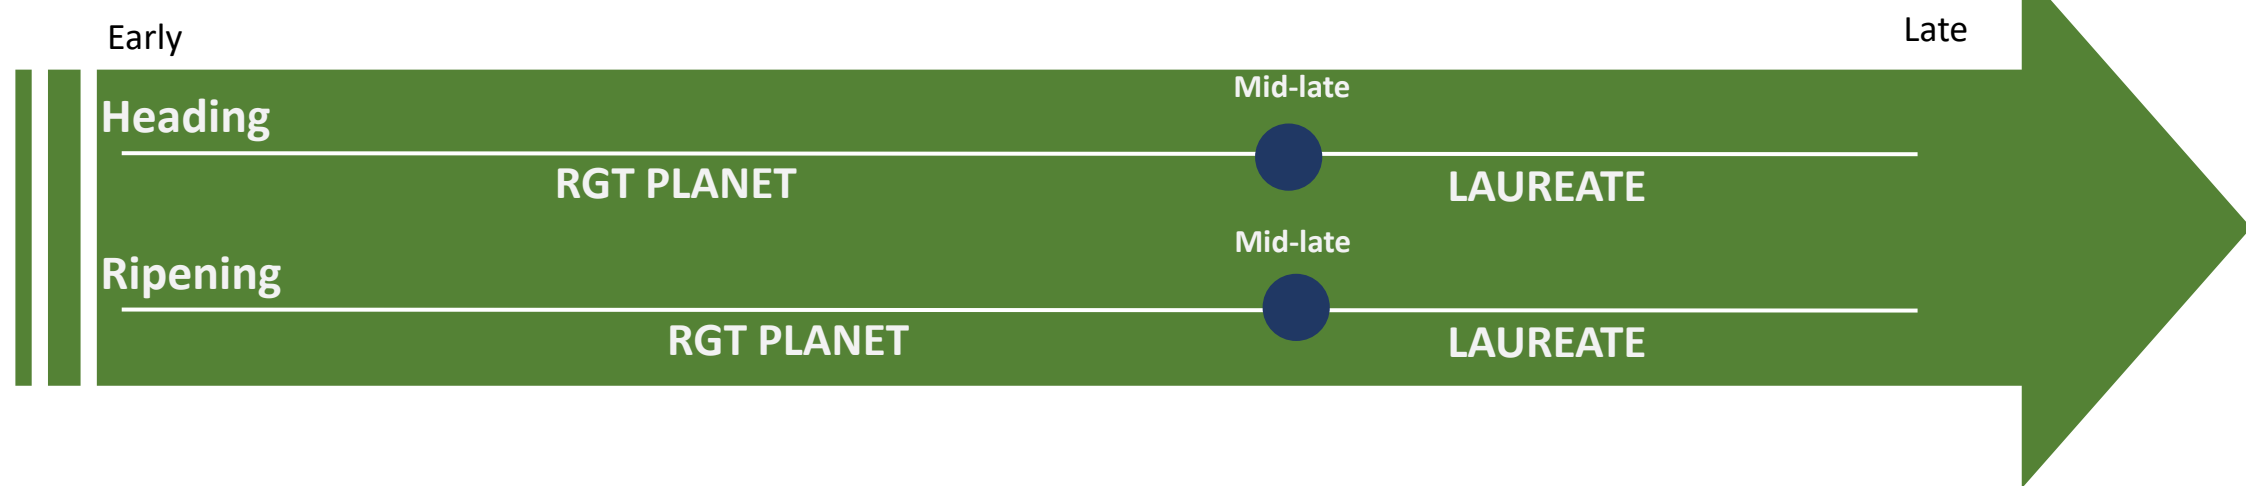 Early
Late
Mid-late
Heading
RGT PLANET
LAUREATE
Mid-late
Ripening
RGT PLANET
LAUREATE